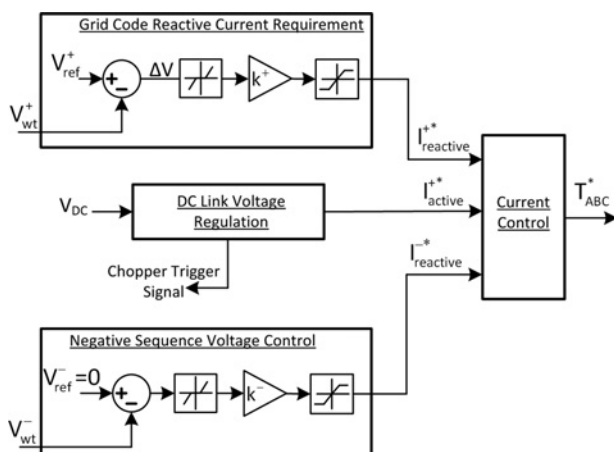 Grid Code Reactive Current Requirement
V+ref
ΔV
k+
V+wt
I+*reactive
VDC
DC Link Voltage
Regulation
I+*active
Current
Control
T*ABC
Chopper Trigger
Signal
I-*reactive
Negative Sequence Voltage Control
V-ref=0
k-
V-wt